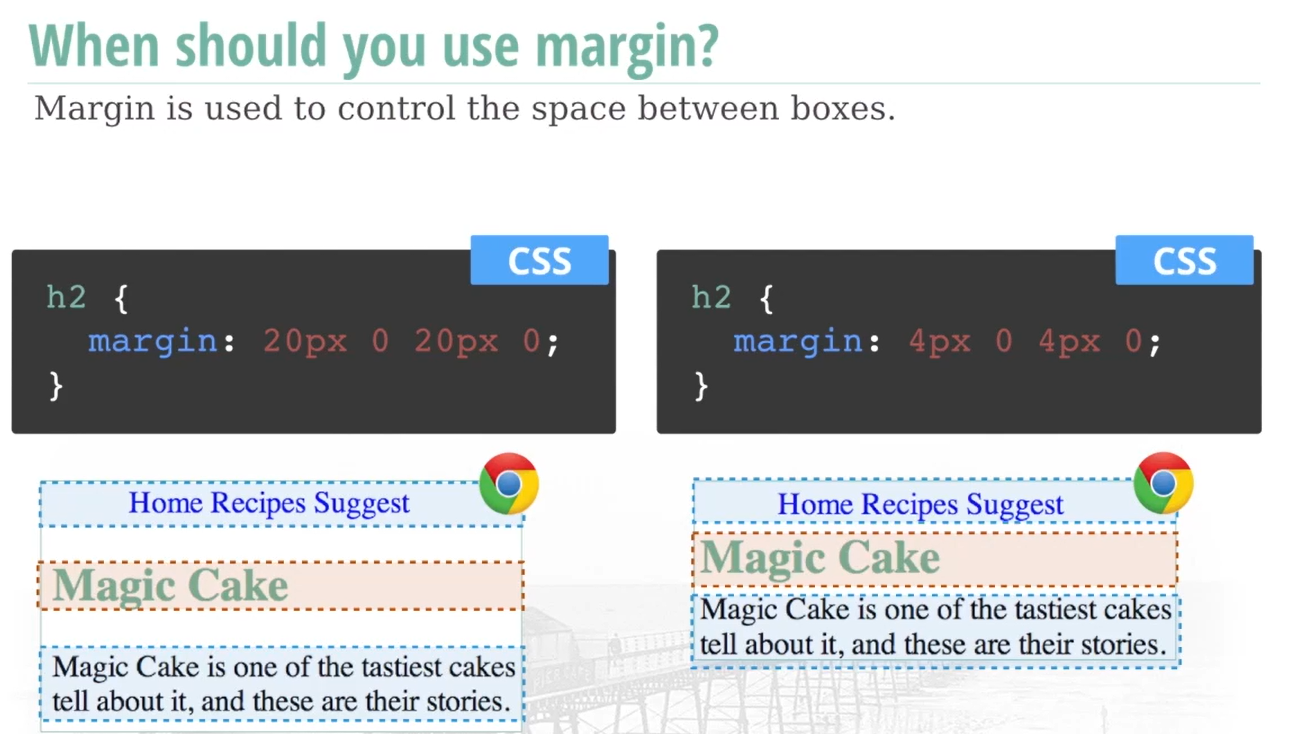 When should you use margin?
Margin is used to control the space between boxes.
CSS
h2 {
margin: 20px 0 20px 0;
}
CSS
h2 {
margin: 4px 0 4px 0;
}
Home Recipes Suggest
Magic Cake
Magic Cake is one of the tastiest cakes
tell about it, and these are their stories.
Home Recipes Suggest
Magic Cake
Magic Cake is one of the tastiest cakes
tell about it, and these are their stories.